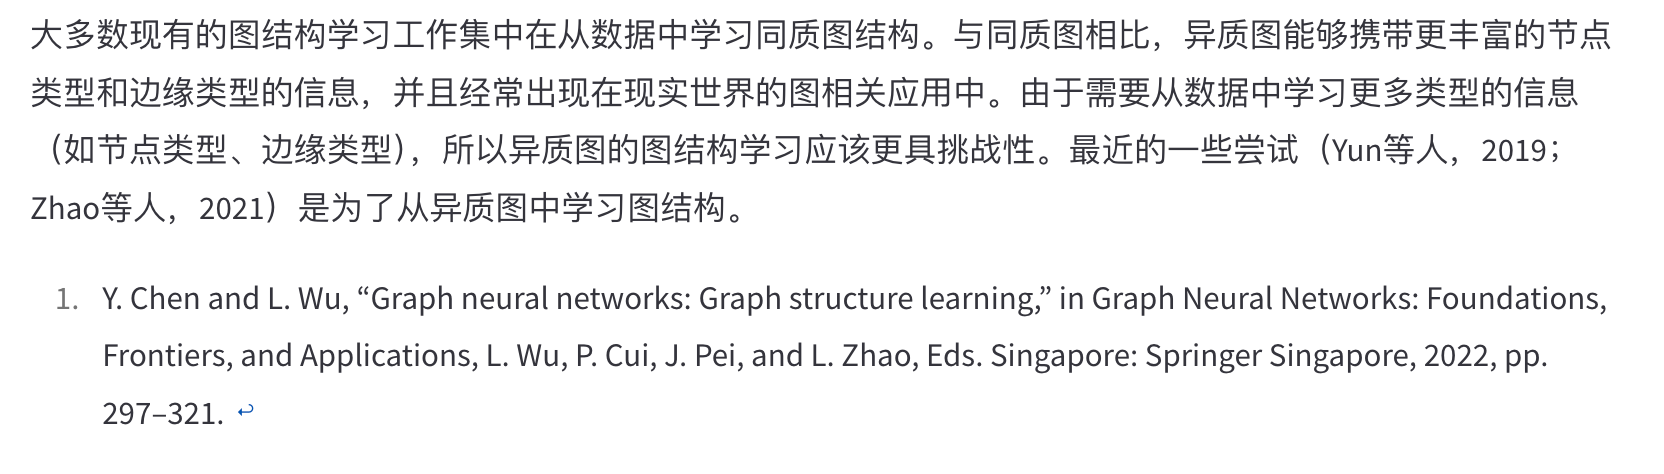 大多数现有的图结构学习工作集中在从数据中学习同质图结构。与同质图相比，异质图能够携带更丰富的节点
类型和边缘类型的信息，并且经常出现在现实世界的图相关应用中。由于需要从数据中学习更多类型的信息
（如节点类型、边缘类型），所以异质图的图结构学习应该更具挑战性。最近的一些尝试（Yun等人，2019；
Zhao等人，2021）是为了从异质图中学习图结构。
1. Y. Chen and L. Wu, “Graph neural networks: Graph structure learning,” in Graph Neural Networks: Foundations,
Frontiers, and Applications, L. Wu, P. Cui, J. Pei, and L. Zhao, Eds. Singapore: Springer Singapore, 2022, pp.
297–321. ↩